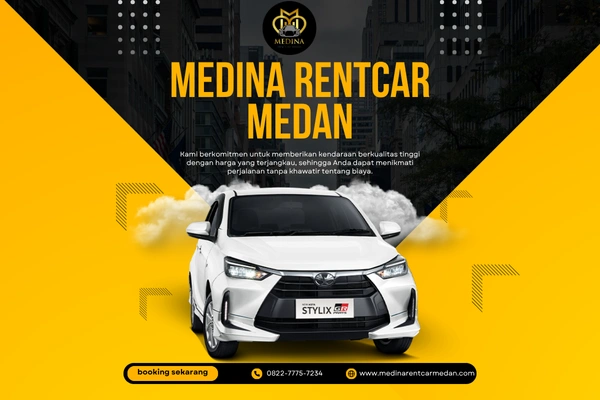 MEDINA
MEDINA RENTCAR
MEDAN
Kami berkomitmen untuk memberikan kendaraan berkualitas tinggi
dengan harga yang terjangkau, sehingga Anda dapat menikmati
perjalanan tanpa khawatir tentang biaya.
STYLIX
GR
booking sekarang
0822-7775-7234
www.medinarentcarmedan.com